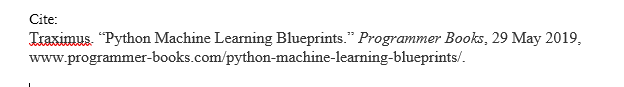 Cite:
Traximus. “Python Machine Learning Blueprints.” Programmer Books, 29 May 2019,
www.programmer-books.com/python-machine-learning-blueprints/.